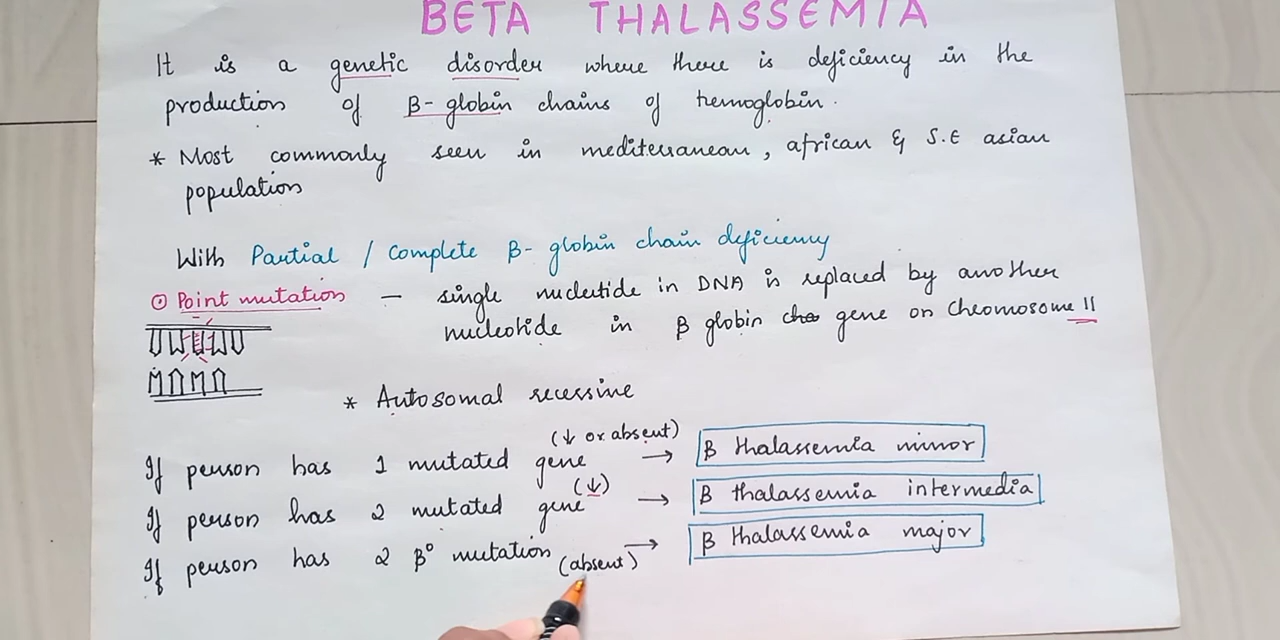 BETA THALASSEMIA
It is a genetic disorder where there is deficiency in the
production of β-globin chains of hemoglobin.
* Most commonly seen in mediterranean, african & S.E asian
population
With Partial / Complete β-globin chain deficiency
⊙ Point mutation — single nucleotide in DNA is replaced by another
nucleotide in β globin gene on Chromosome 11
* Autosomal recessive
(↓ or absent)
If person has 1 mutated gene → β thalassemia minor
(↓)
If person has 2 mutated gene → β thalassemia intermedia
If person has 2 β° mutation (absent) → β thalassemia major